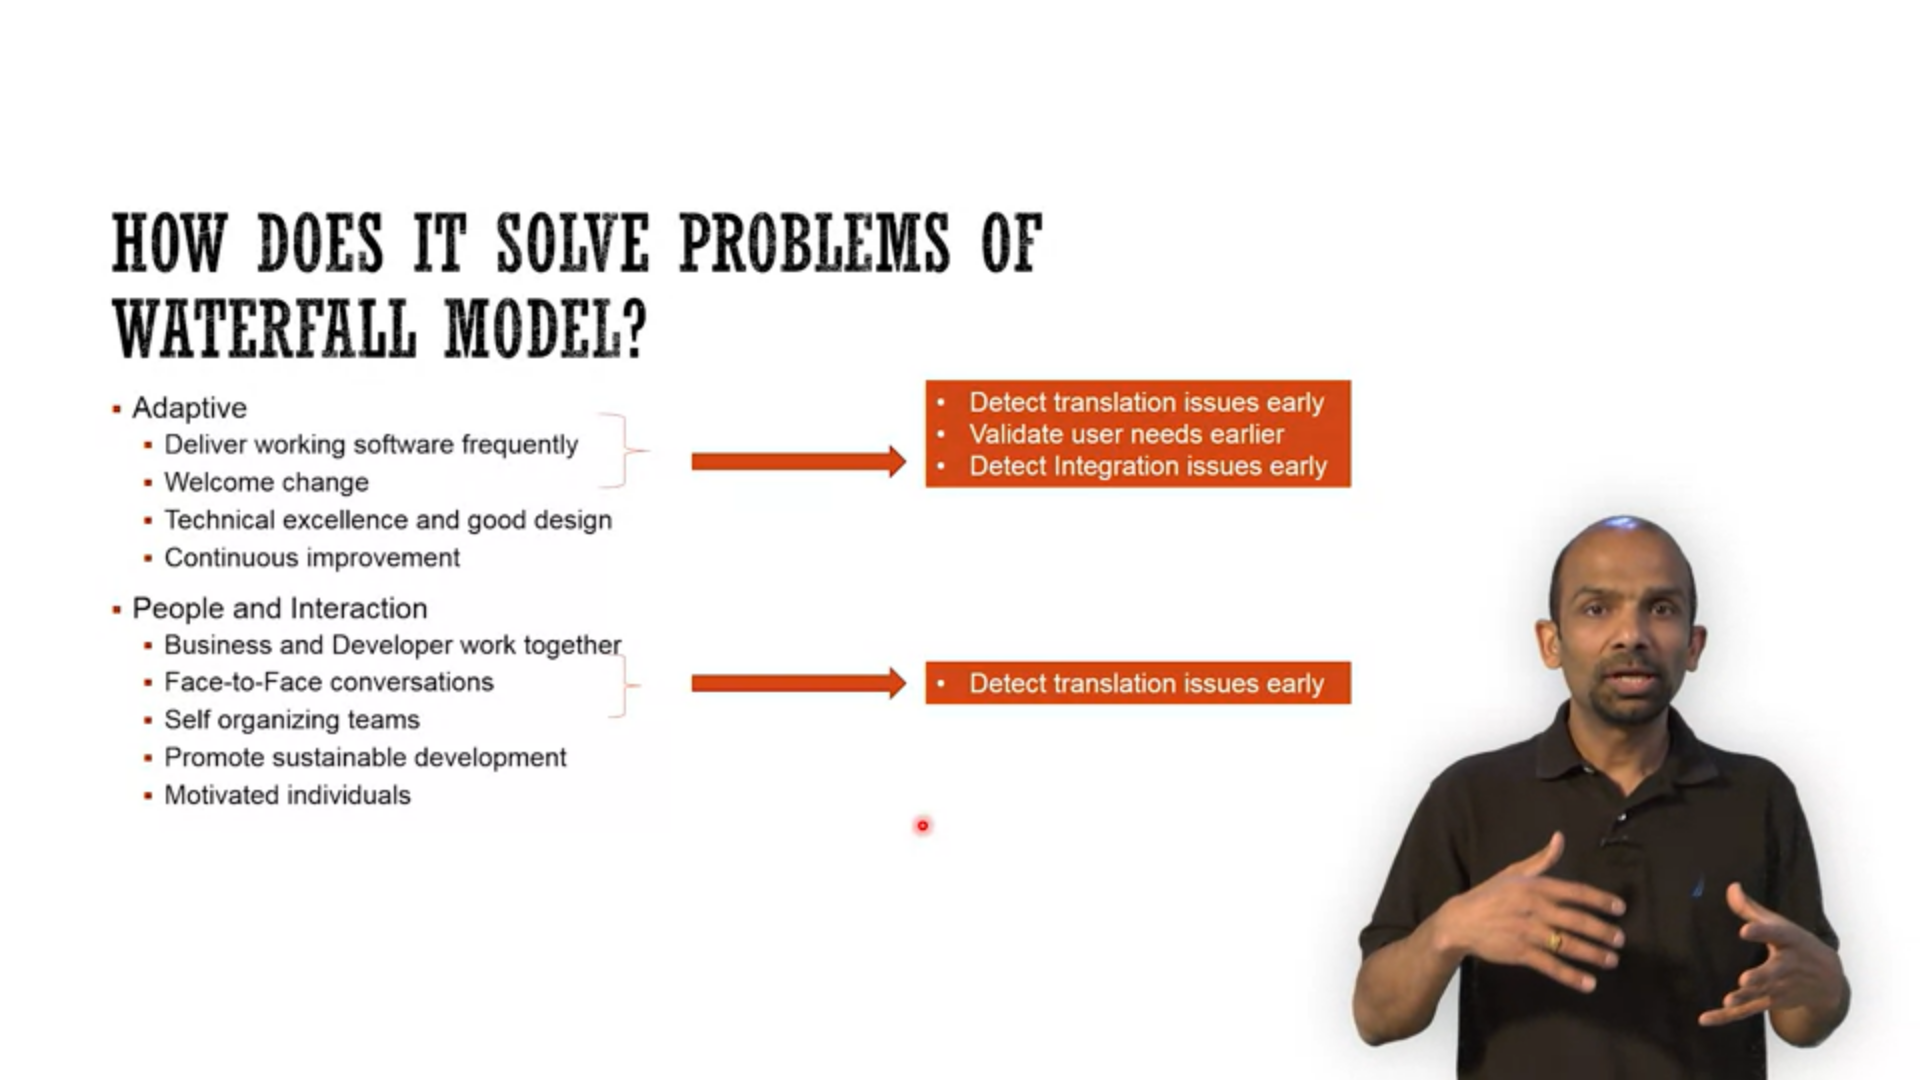 HOW DOES IT SOLVE PROBLEMS OF
WATERFALL MODEL?
Adaptive
Deliver working software frequently
Welcome change
Technical excellence and good design
Continuous improvement
People and Interaction
Business and Developer work together
Face-to-Face conversations
Self organizing teams
Promote sustainable development
Motivated individuals
Detect translation issues early
Validate user needs earlier
Detect Integration issues early
Detect translation issues early